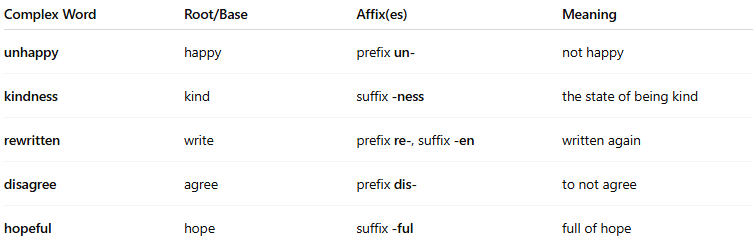 Complex Word Root/Base Affix(es) Meaning
unhappy happy prefix un- not happy
kindness kind suffix -ness the state of being kind
rewritten write prefix re-, suffix -en written again
disagree agree prefix dis- to not agree
hopeful hope suffix -ful full of hope